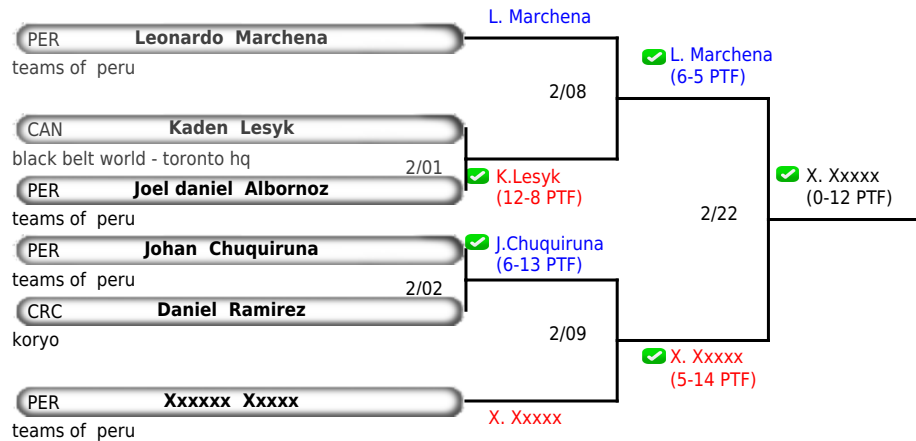 L. Marchena
PER Leonardo Marchena
teams of peru
L. Marchena
(6-5 PTF)
2/08
CAN Kaden Lesyk
black belt world - toronto hq
2/01
K.Lesyk
(12-8 PTF)
PER Joel daniel Albornoz
teams of peru
X. Xxxxx
(0-12 PTF)
2/22
PER Johan Chuquiruna
teams of peru
J.Chuquiruna
(6-13 PTF)
2/02
CRC Daniel Ramirez
koryo
2/09
X. Xxxxx
(5-14 PTF)
PER Xxxxxx Xxxxx
teams of peru
X. Xxxxx